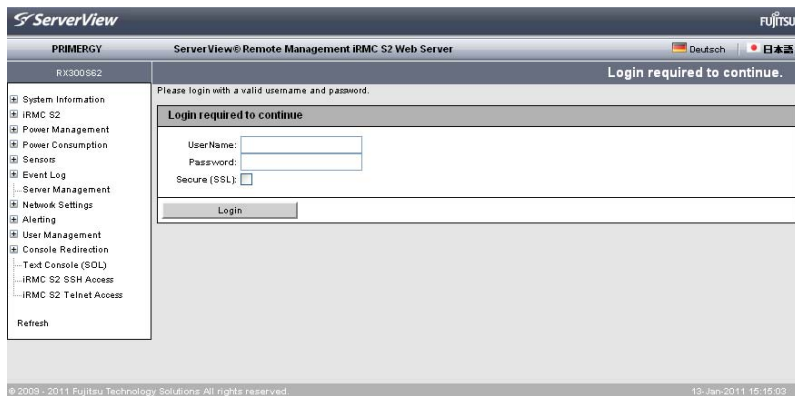 ServerView
FUJITSU
PRIMERGY
ServerView® Remote Management iRMC S2 Web Server
Deutsch
日本語
RX300S62
Login required to continue.
System Information
iRMC S2
Power Management
Power Consumption
Sensors
Event Log
Server Management
Network Settings
Alerting
User Management
Console Redirection
Text Console (SOL)
iRMC S2 SSH Access
iRMC S2 Telnet Access
Refresh
Please login with a valid username and password.
Login required to continue
UserName:
Password:
Secure (SSL):
Login
© 2009 - 2011 Fujitsu Technology Solutions All rights reserved.
13-Jan-2011 15:15:03